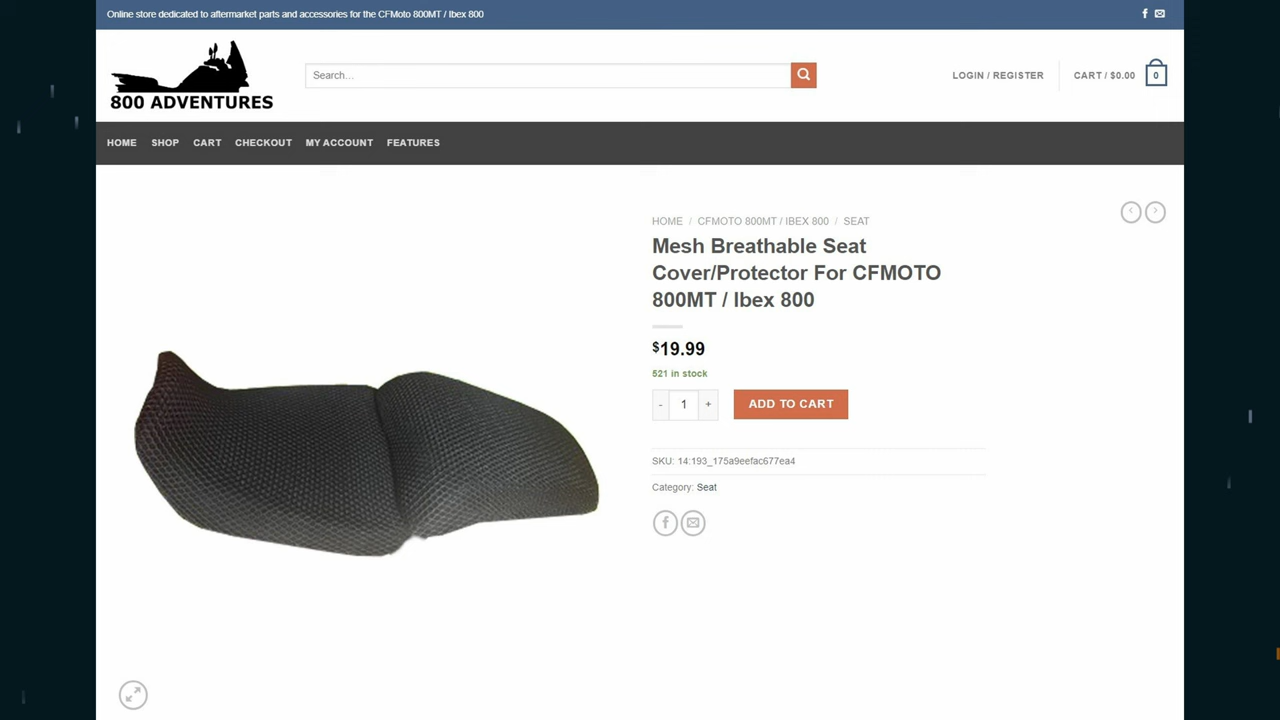 Online store dedicated to aftermarket parts and accessories for the CFMoto 800MT / Ibex 800
800 ADVENTURES
Search...
LOGIN / REGISTER
CART / $0.00
0
HOME
SHOP
CART
CHECKOUT
MY ACCOUNT
FEATURES
HOME / CFMOTO 800MT / IBEX 800 / SEAT
Mesh Breathable Seat
Cover/Protector For CFMOTO
800MT / Ibex 800
$19.99
521 in stock
- 1 +
ADD TO CART
SKU: 14:193_175a9eefac677ea4
Category: Seat